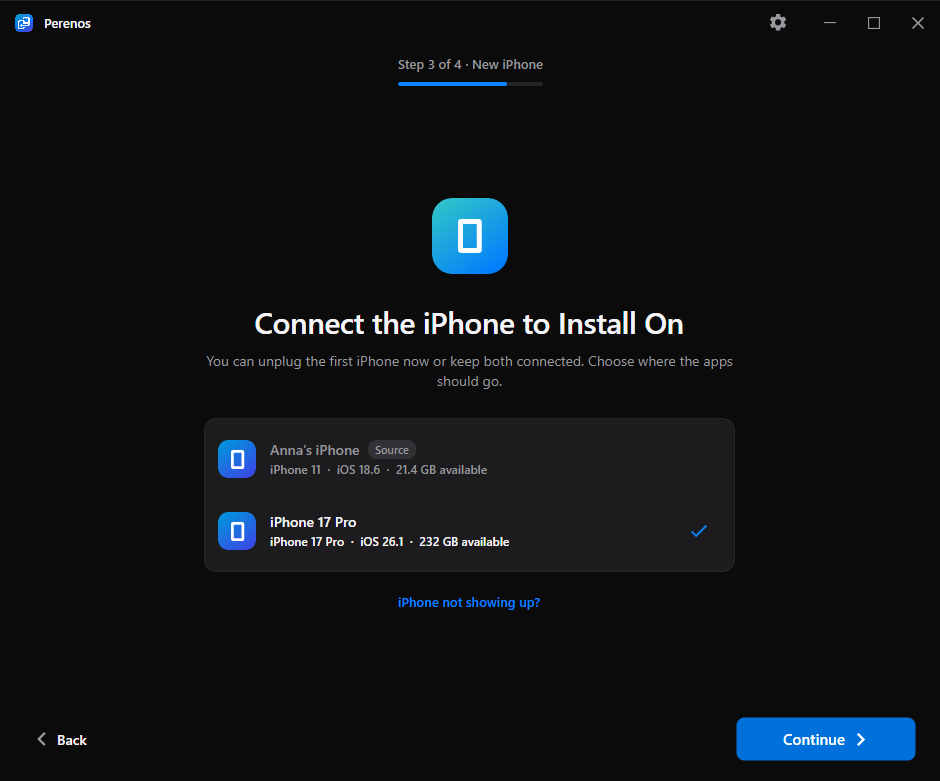 Perenos
Step 3 of 4 · New iPhone
Connect the iPhone to Install On
You can unplug the first iPhone now or keep both connected. Choose where the apps
should go.
Anna’s iPhone Source
iPhone 11 · iOS 18.6 · 21.4 GB available
iPhone 17 Pro
iPhone 17 Pro · iOS 26.1 · 232 GB available
iPhone not showing up?
Back
Continue